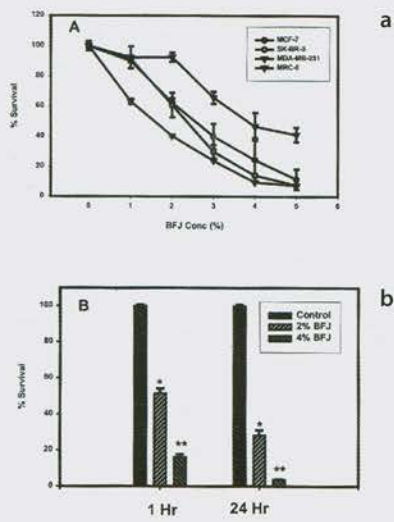 a
A
MCF-7
SK-BR-3
MDA-MB-231
MRC-5
120
100
80
60
40
20
0
% Survival
0 1 2 3 4 5 6
BFJ Conc (%)
b
B
Control
2% BFJ
4% BFJ
100
80
60
40
20
0
% Survival
* **
* **
1 Hr 24 Hr